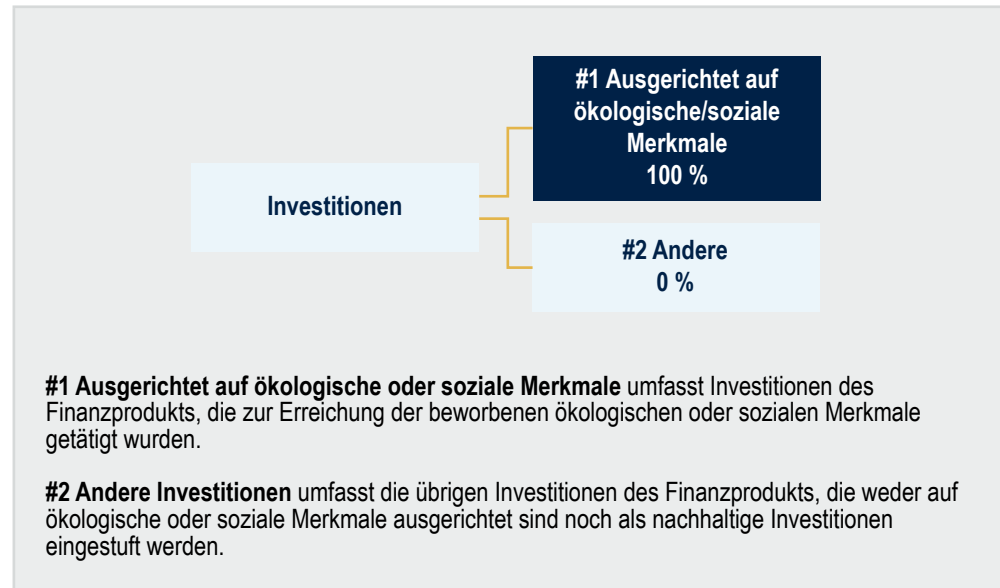 #1 Ausgerichtet auf
ökologische/soziale
Merkmale
100 %
Investitionen
#2 Andere
0 %
#1 Ausgerichtet auf ökologische oder soziale Merkmale umfasst Investitionen des
Finanzprodukts, die zur Erreichung der beworbenen ökologischen oder sozialen Merkmale
getätigt wurden.
#2 Andere Investitionen umfasst die übrigen Investitionen des Finanzprodukts, die weder auf
ökologische oder soziale Merkmale ausgerichtet sind noch als nachhaltige Investitionen
eingestuft werden.